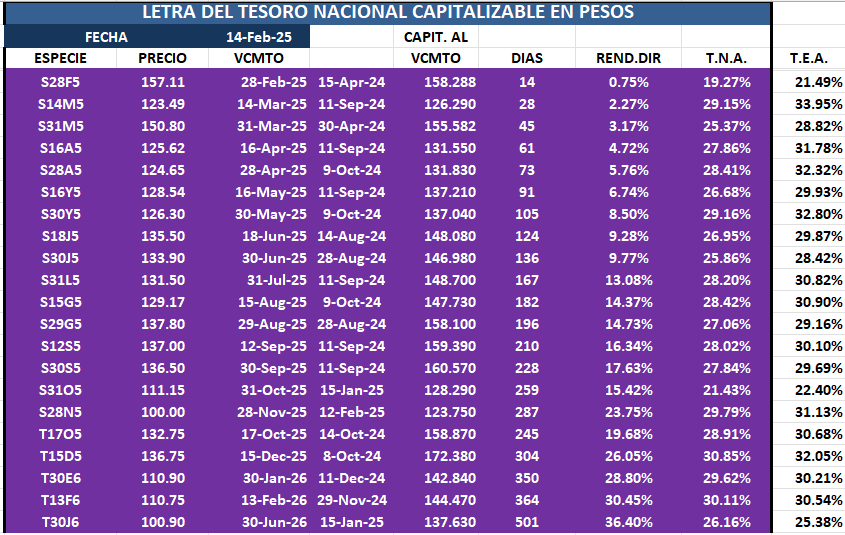 LETRA DEL TESORO NACIONAL CAPITALIZABLE EN PESOS
FECHA 14-Feb-25 CAPIT. AL
ESPECIE PRECIO VCMTO VCMTO DIAS REND.DIR T.N.A. T.E.A.
S28F5 157.11 28-Feb-25 15-Apr-24 158.288 14 0.75% 19.27% 21.49%
S14M5 123.49 14-Mar-25 11-Sep-24 126.290 28 2.27% 29.15% 33.95%
S31M5 150.80 31-Mar-25 30-Apr-24 155.582 45 3.17% 25.37% 28.82%
S16A5 125.62 16-Apr-25 11-Sep-24 131.550 61 4.72% 27.86% 31.78%
S28A5 124.65 28-Apr-25 9-Oct-24 131.830 73 5.76% 28.41% 32.32%
S16Y5 128.54 16-May-25 11-Sep-24 137.210 91 6.74% 26.68% 29.93%
S30Y5 126.30 30-May-25 9-Oct-24 137.040 105 8.50% 29.16% 32.80%
S18J5 135.50 18-Jun-25 14-Aug-24 148.080 124 9.28% 26.95% 29.87%
S30J5 133.90 30-Jun-25 28-Aug-24 146.980 136 9.77% 25.86% 28.42%
S31L5 131.50 31-Jul-25 11-Sep-24 148.700 167 13.08% 28.20% 30.82%
S15G5 129.17 15-Aug-25 9-Oct-24 147.730 182 14.37% 28.42% 30.90%
S29G5 137.80 29-Aug-25 28-Aug-24 158.100 196 14.73% 27.06% 29.16%
S12S5 137.00 12-Sep-25 11-Sep-24 159.390 210 16.34% 28.02% 30.10%
S30S5 136.50 30-Sep-25 11-Sep-24 160.570 228 17.63% 27.84% 29.69%
S31O5 111.15 31-Oct-25 15-Jan-25 128.290 259 15.42% 21.43% 22.40%
S28N5 100.00 28-Nov-25 12-Feb-25 123.750 287 23.75% 29.79% 31.13%
T17O5 132.75 17-Oct-25 14-Oct-24 158.870 245 19.68% 28.91% 30.68%
T15D5 136.75 15-Dec-25 8-Oct-24 172.380 304 26.05% 30.85% 32.05%
T30E6 110.90 30-Jan-26 11-Dec-24 142.840 350 28.80% 29.62% 30.21%
T13F6 110.75 13-Feb-26 29-Nov-24 144.470 364 30.45% 30.11% 30.54%
T30J6 100.90 30-Jun-26 15-Jan-25 137.630 501 36.40% 26.16% 25.38%